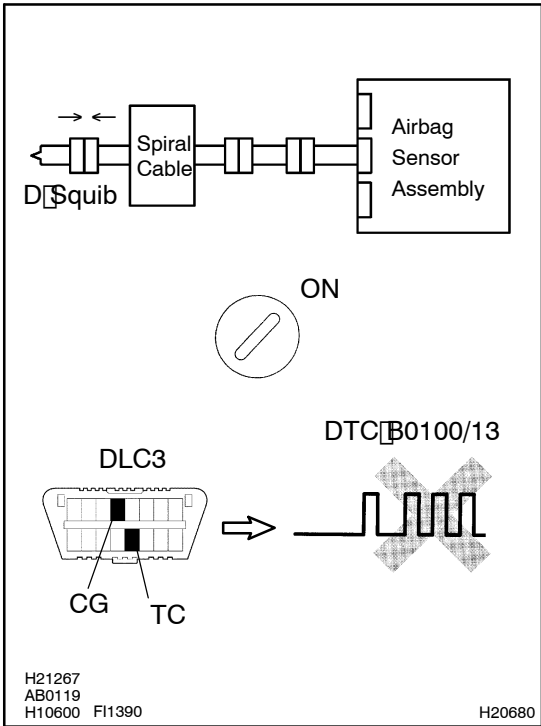 Airbag
Sensor
Assembly
Spiral
Cable
D▯Squib
ON
DTC▯B0100/13
DLC3
CG
TC
H21267
AB0119
H10600 FI1390
H20680